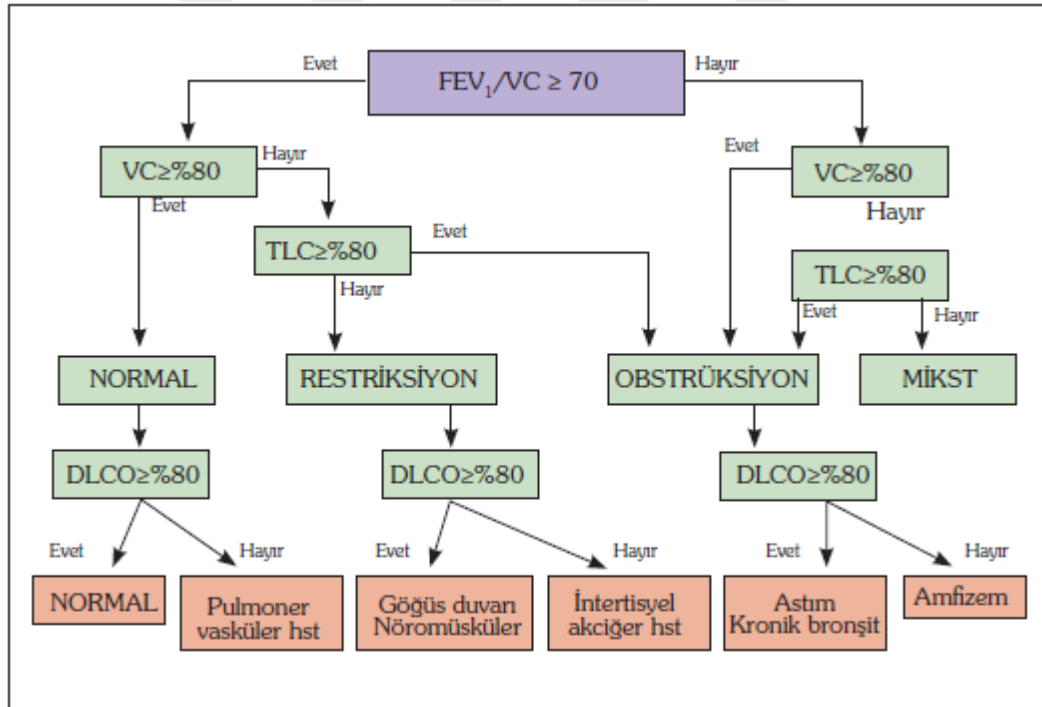 Evet
FEV₁/VC ≥ 70
Hayır
VC≥%80
Hayır
Evet
Evet
VC≥%80
Hayır
TLC≥%80
Evet
Hayır
TLC≥%80
Evet
Hayır
NORMAL
RESTRİKSİYON
OBSTRÜKSİYON
MİKST
DLCO≥%80
DLCO≥%80
DLCO≥%80
Evet
Hayır
Evet
Hayır
Evet
Hayır
NORMAL
Pulmoner
vasküler hst
Göğüs duvarı
Nöromüsküler
İntertisyel
akciğer hst
Astım
Kronik bronşit
Amfizem